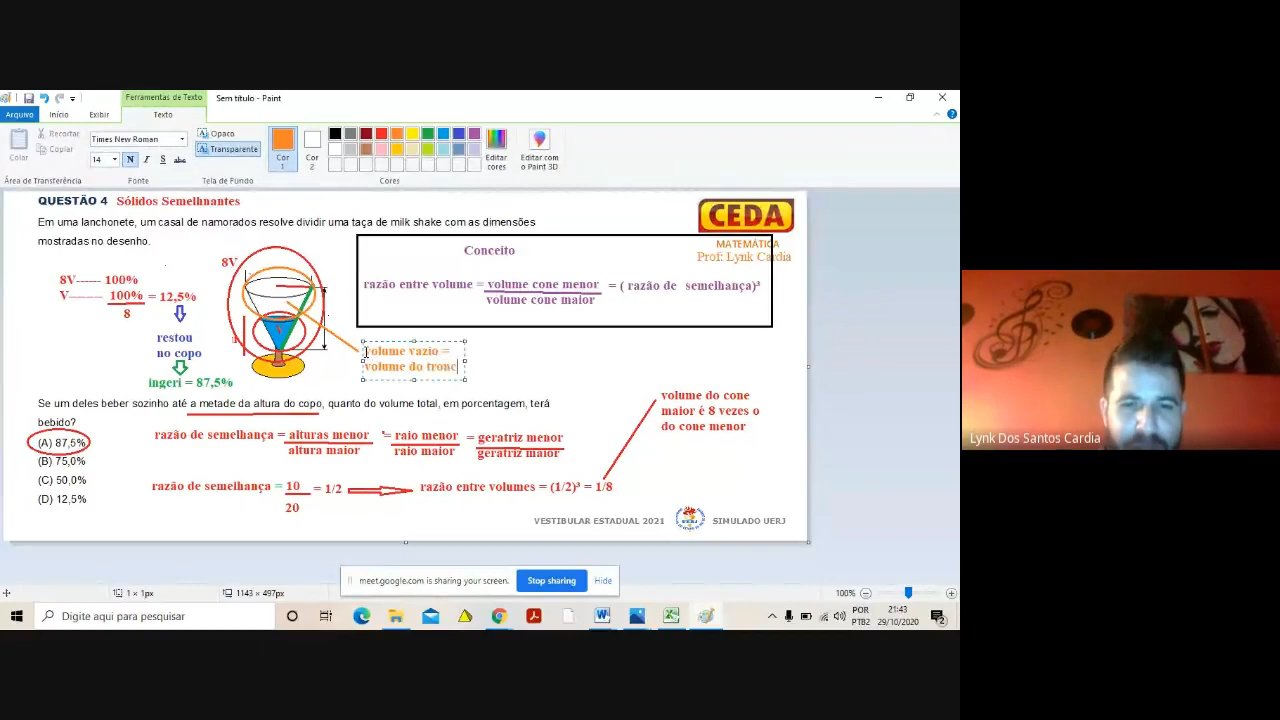 Ferramentas de Texto
Sem título - Paint
Arquivo
Início
Exibir
Texto
Colar
Recortar
Copiar
Times New Roman
14
N
I
S
abc
Opaco
Transparente
Cor
1
Cor
2
Editar
cores
Editar com
o Paint 3D
Área de Transferência
Fonte
Tela de Fundo
Cores
QUESTÃO 4 Sólidos Semelhnantes
Em uma lanchonete, um casal de namorados resolve dividir uma taça de milk shake com as dimensões
mostradas no desenho.
CEDA
MATEMÁTICA
Prof: Lynk Cardia
Conceito
razão entre volume = volume cone menor = ( razão de semelhança)³
volume cone maior
8V
8V------ 100%
V-------- 100% = 12,5%
8
restou
no copo
ingeri = 87,5%
V
volume vazio =
volume do tronc
Se um deles beber sozinho até a metade da altura do copo, quanto do volume total, em porcentagem, terá
bebido?
(A) 87,5%
(B) 75,0%
(C) 50,0%
(D) 12,5%
razão de semelhança = alturas menor = raio menor = geratriz menor
altura maior raio maior geratriz maior
razão de semelhança = 10 = 1/2
20
razão entre volumes = (1/2)³ = 1/8
volume do cone
maior é 8 vezes o
do cone menor
VESTIBULAR ESTADUAL 2021
UERJ
SIMULADO UERJ
meet.google.com is sharing your screen.
Stop sharing
Hide
1 × 1px
1143 × 497px
100%
Digite aqui para pesquisar
POR
PTB2
21:43
29/10/2020
2
Lynk Dos Santos Cardia